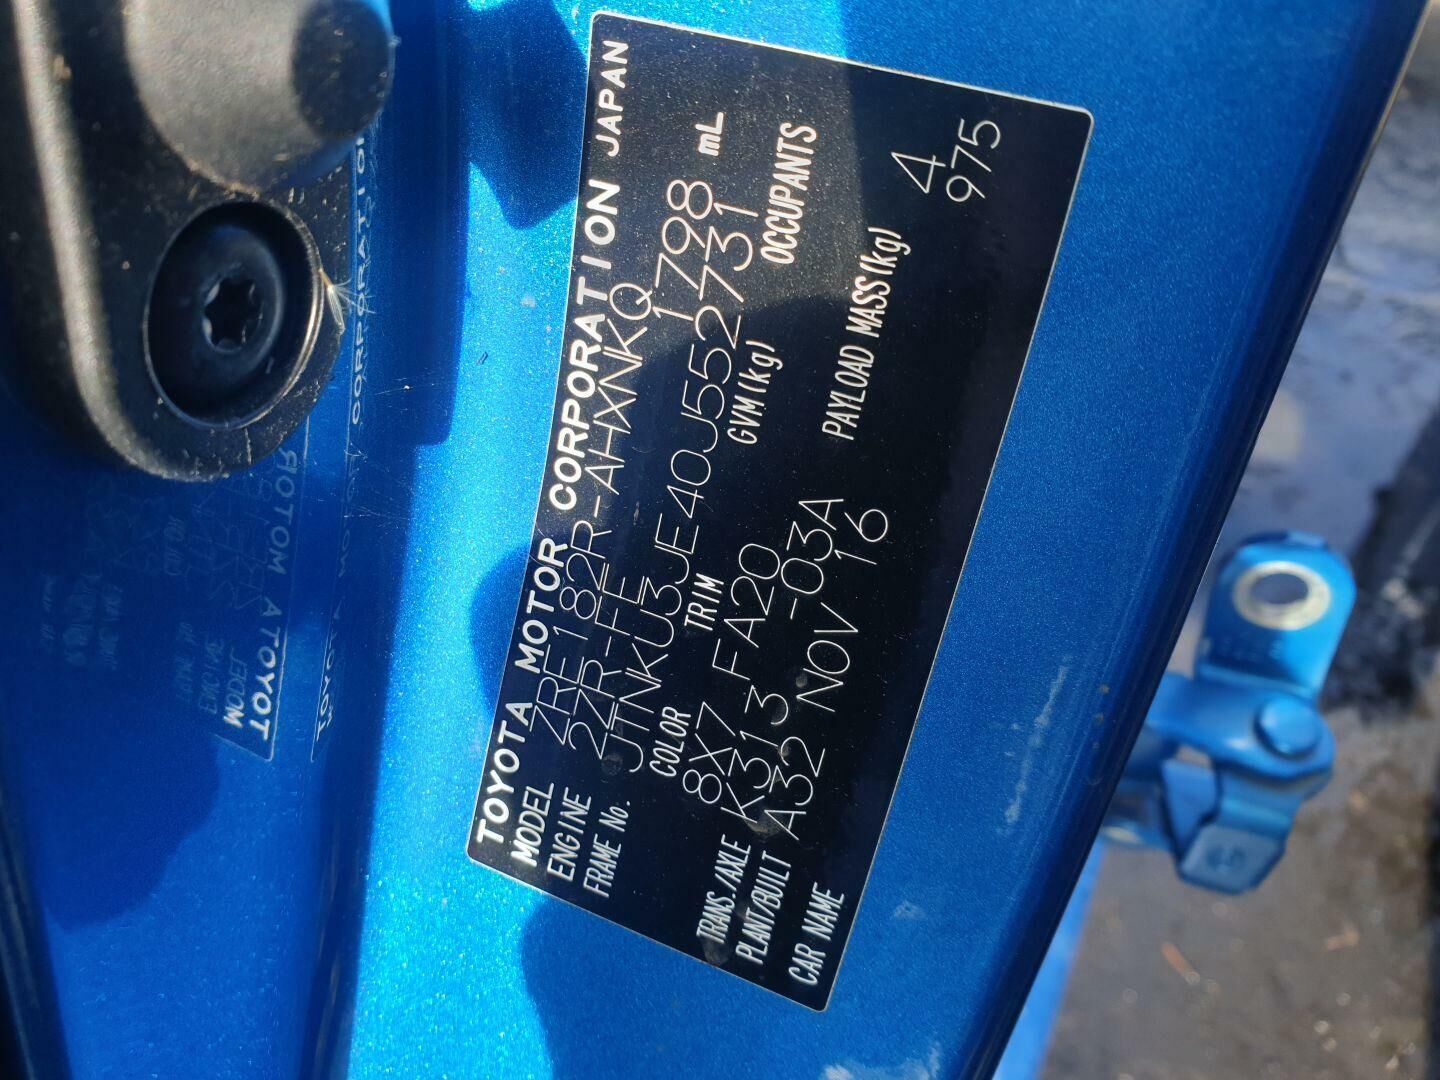 TOYOTA MOTOR CORPORATION JAPAN
MODEL ZRE182R-AHXNKQ
ENGINE 2ZR-FE 1798 mL
FRAME No. JTNKU3JE40J552731
COLOR TRIM GVM(kg) OCCUPANTS
8X7 FA20 4
TRANS./AXLE K313 PAYLOAD MASS(kg) 975
PLANT/BUILT A32 -03A
CAR NAME NOV 16